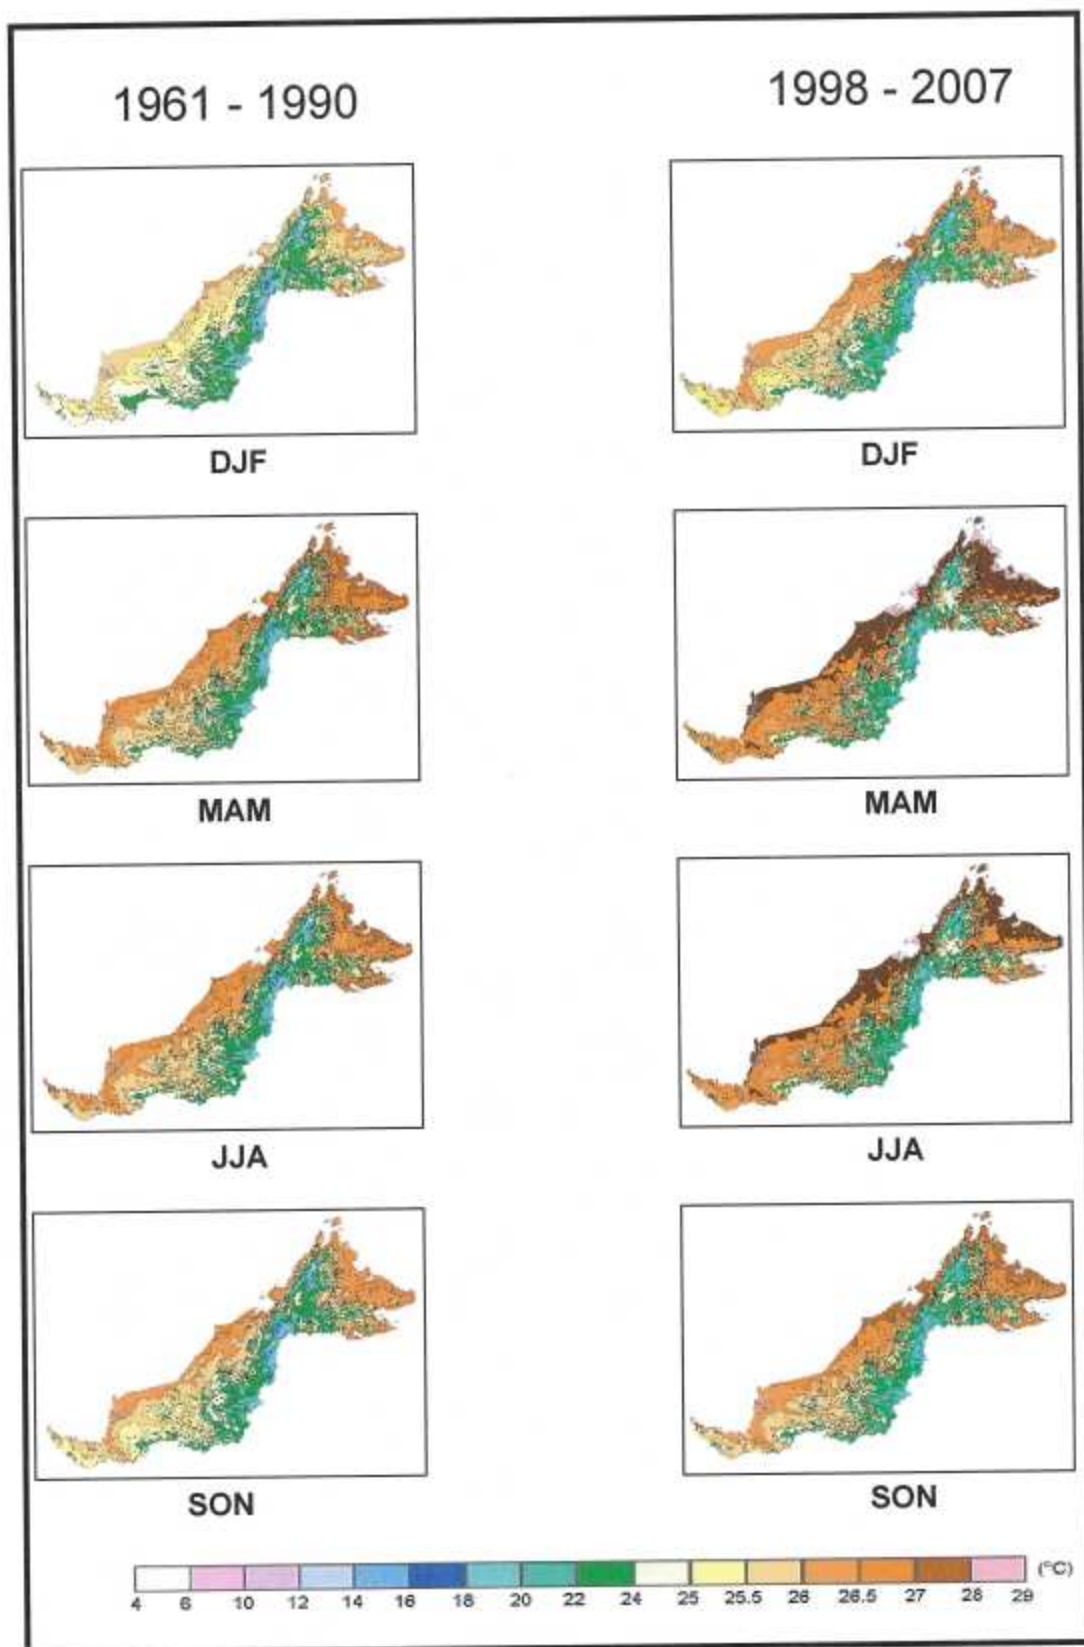 1961 - 1990 1998 - 2007
DJF DJF
MAM MAM
JJA JJA
SON SON
(°C)
4 6 10 12 14 16 18 20 22 24 25 25.5 26 26.5 27 28 29